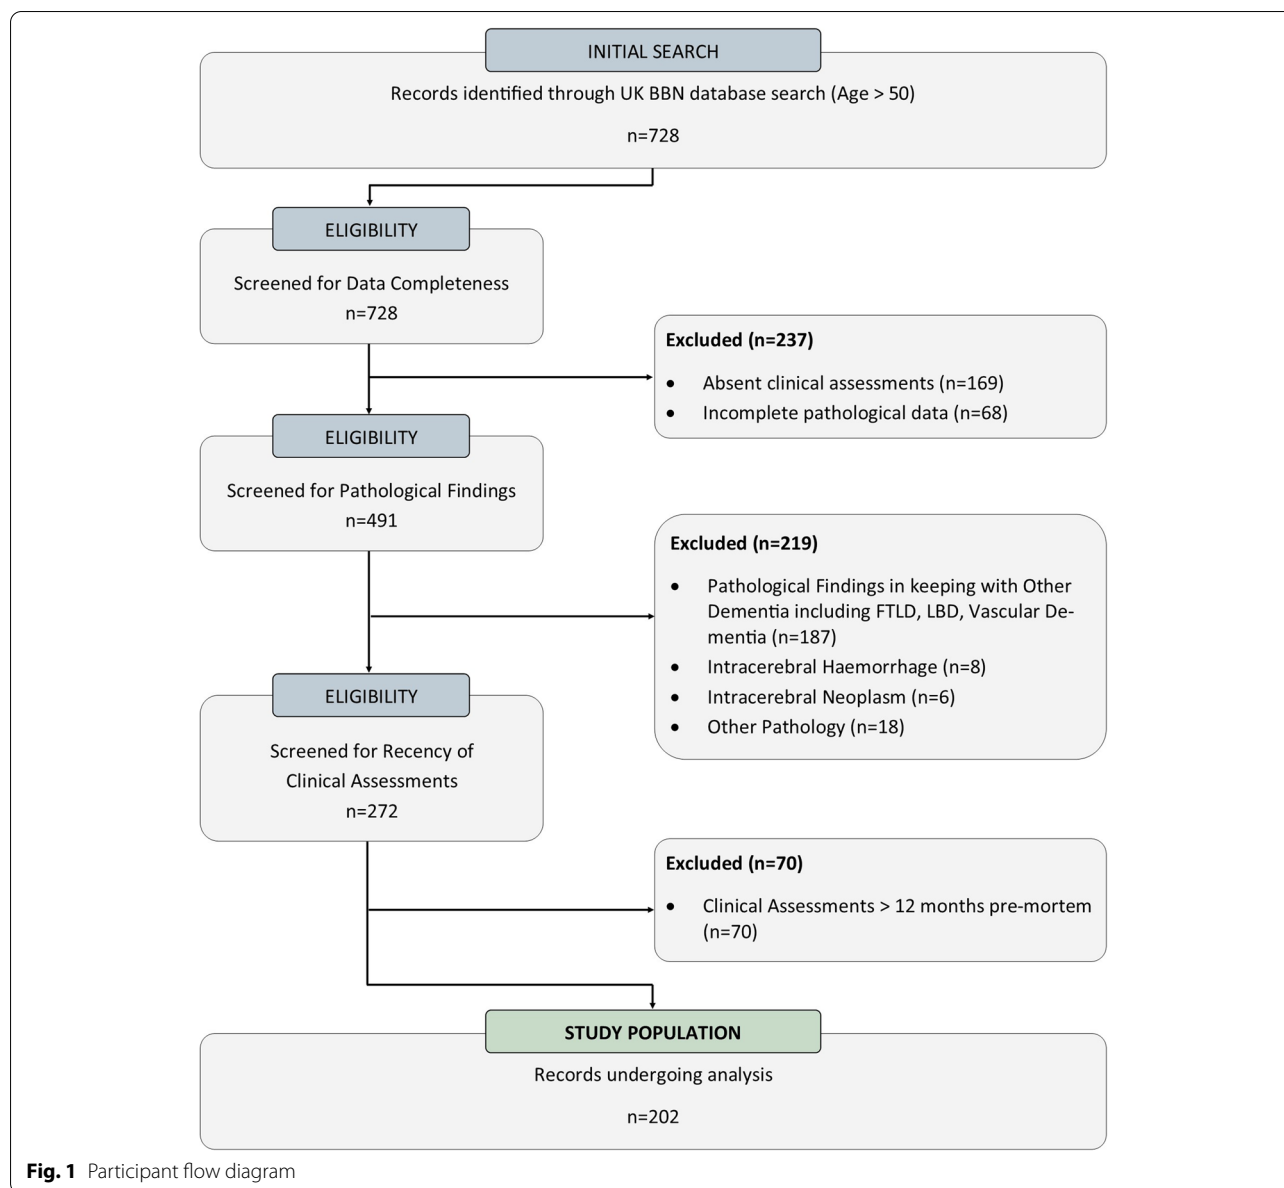 INITIAL SEARCH
Records identified through UK BBN database search (Age > 50)
n=728
ELIGIBILITY
Screened for Data Completeness
n=728
Excluded (n=237)
• Absent clinical assessments (n=169)
• Incomplete pathological data (n=68)
ELIGIBILITY
Screened for Pathological Findings
n=491
Excluded (n=219)
• Pathological Findings in keeping with Other
Dementia including FTLD, LBD, Vascular De-
mentia (n=187)
• Intracerebral Haemorrhage (n=8)
• Intracerebral Neoplasm (n=6)
• Other Pathology (n=18)
ELIGIBILITY
Screened for Recency of
Clinical Assessments
n=272
Excluded (n=70)
• Clinical Assessments > 12 months pre-mortem
(n=70)
STUDY POPULATION
Records undergoing analysis
n=202
Fig. 1 Participant flow diagram